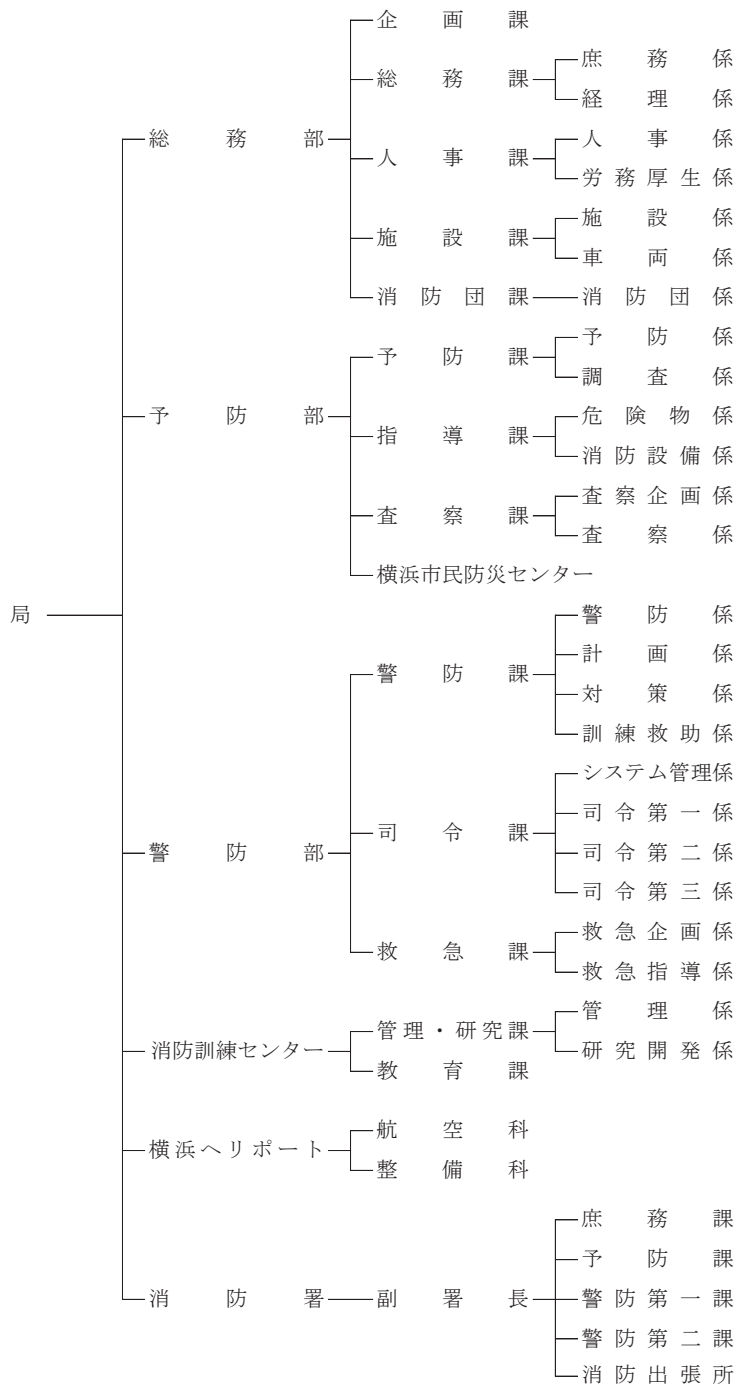 局
総務部
企画課
総務課
庶務係
経理係
人事課
人事係
労務厚生係
施設課
施設係
車両係
消防団課
消防団係
予防部
予防課
予防係
調査係
指導課
危険物係
消防設備係
査察課
査察企画係
査察係
横浜市民防災センター
警防部
警防課
警防係
計画係
対策係
訓練救助係
司令課
システム管理係
司令第一係
司令第二係
司令第三係
救急課
救急企画係
救急指導係
消防訓練センター
管理・研究課
管理係
研究開発係
教育課
横浜ヘリポート
航空科
整備科
消防署
副署長
庶務課
予防課
警防第一課
警防第二課
消防出張所